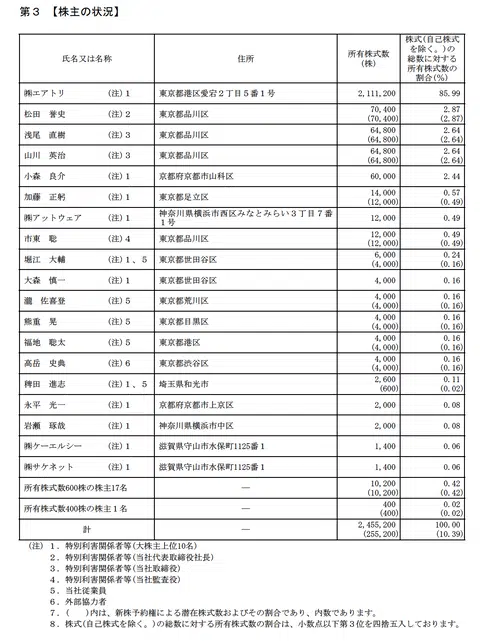 第３ 【株主の状況】
氏名又は名称 住所 所有株式数(株) 株式(自己株式を除く。)の総数に対する所有株式数の割合(%)
㈱エアトリ (注)１ 東京都港区愛宕２丁目５番１号 2,111,200 85.99
松田 誉史 (注)２ 東京都品川区 70,400 (70,400) 2.87 (2.87)
浅尾 直樹 (注)３ 東京都品川区 64,800 (64,800) 2.64 (2.64)
山川 英治 (注)３ 東京都品川区 64,800 (64,800) 2.64 (2.64)
小森 良介 (注)１ 京都府京都市山科区 60,000 2.44
加藤 正躬 (注)１ 東京都足立区 14,000 (12,000) 0.57 (0.49)
㈱アットウェア (注)１ 神奈川県横浜市西区みなとみらい３丁目７番１号 12,000 0.49
市東 聡 (注)４ 東京都品川区 12,000 (12,000) 0.49 (0.49)
堀江 大輔 (注)１、５ 東京都世田谷区 6,000 (4,000) 0.24 (0.16)
大森 慎一 (注)１ 東京都世田谷区 4,000 0.16
瀧 佐喜登 (注)５ 東京都荒川区 4,000 (4,000) 0.16 (0.16)
熊重 晃 (注)５ 東京都目黒区 4,000 (4,000) 0.16 (0.16)
福地 聡太 (注)５ 東京都港区 4,000 (4,000) 0.16 (0.16)
高岳 史典 (注)６ 東京都渋谷区 4,000 (4,000) 0.16 (0.16)
稗田 進志 (注)１、５ 埼玉県和光市 2,600 (600) 0.11 (0.02)
永平 光一 (注)１ 京都府京都市上京区 2,000 0.08
岩瀬 琢哉 (注)１ 神奈川県横浜市中区 2,000 0.08
㈱ケーエルシー (注)１ 滋賀県守山市水保町1125番１ 1,400 0.06
㈱サケネット (注)１ 滋賀県守山市水保町1125番１ 1,400 0.06
所有株式数600株の株主17名 ― 10,200 (10,200) 0.42 (0.42)
所有株式数400株の株主１名 ― 400 (400) 0.02 (0.02)
計 ― 2,455,200 (255,200) 100.00 (10.39)
(注) １．特別利害関係者等(大株主上位10名)
２．特別利害関係者等(当社代表取締役社長)
３．特別利害関係者等(当社取締役)
４．特別利害関係者等(当社監査役)
５．当社従業員
６．外部協力者
７．( )内は、新株予約権による潜在株式数およびその割合であり、内数であります。
８．株式(自己株式を除く。)の総数に対する所有株式数の割合は、小数点以下第３位を四捨五入しております。